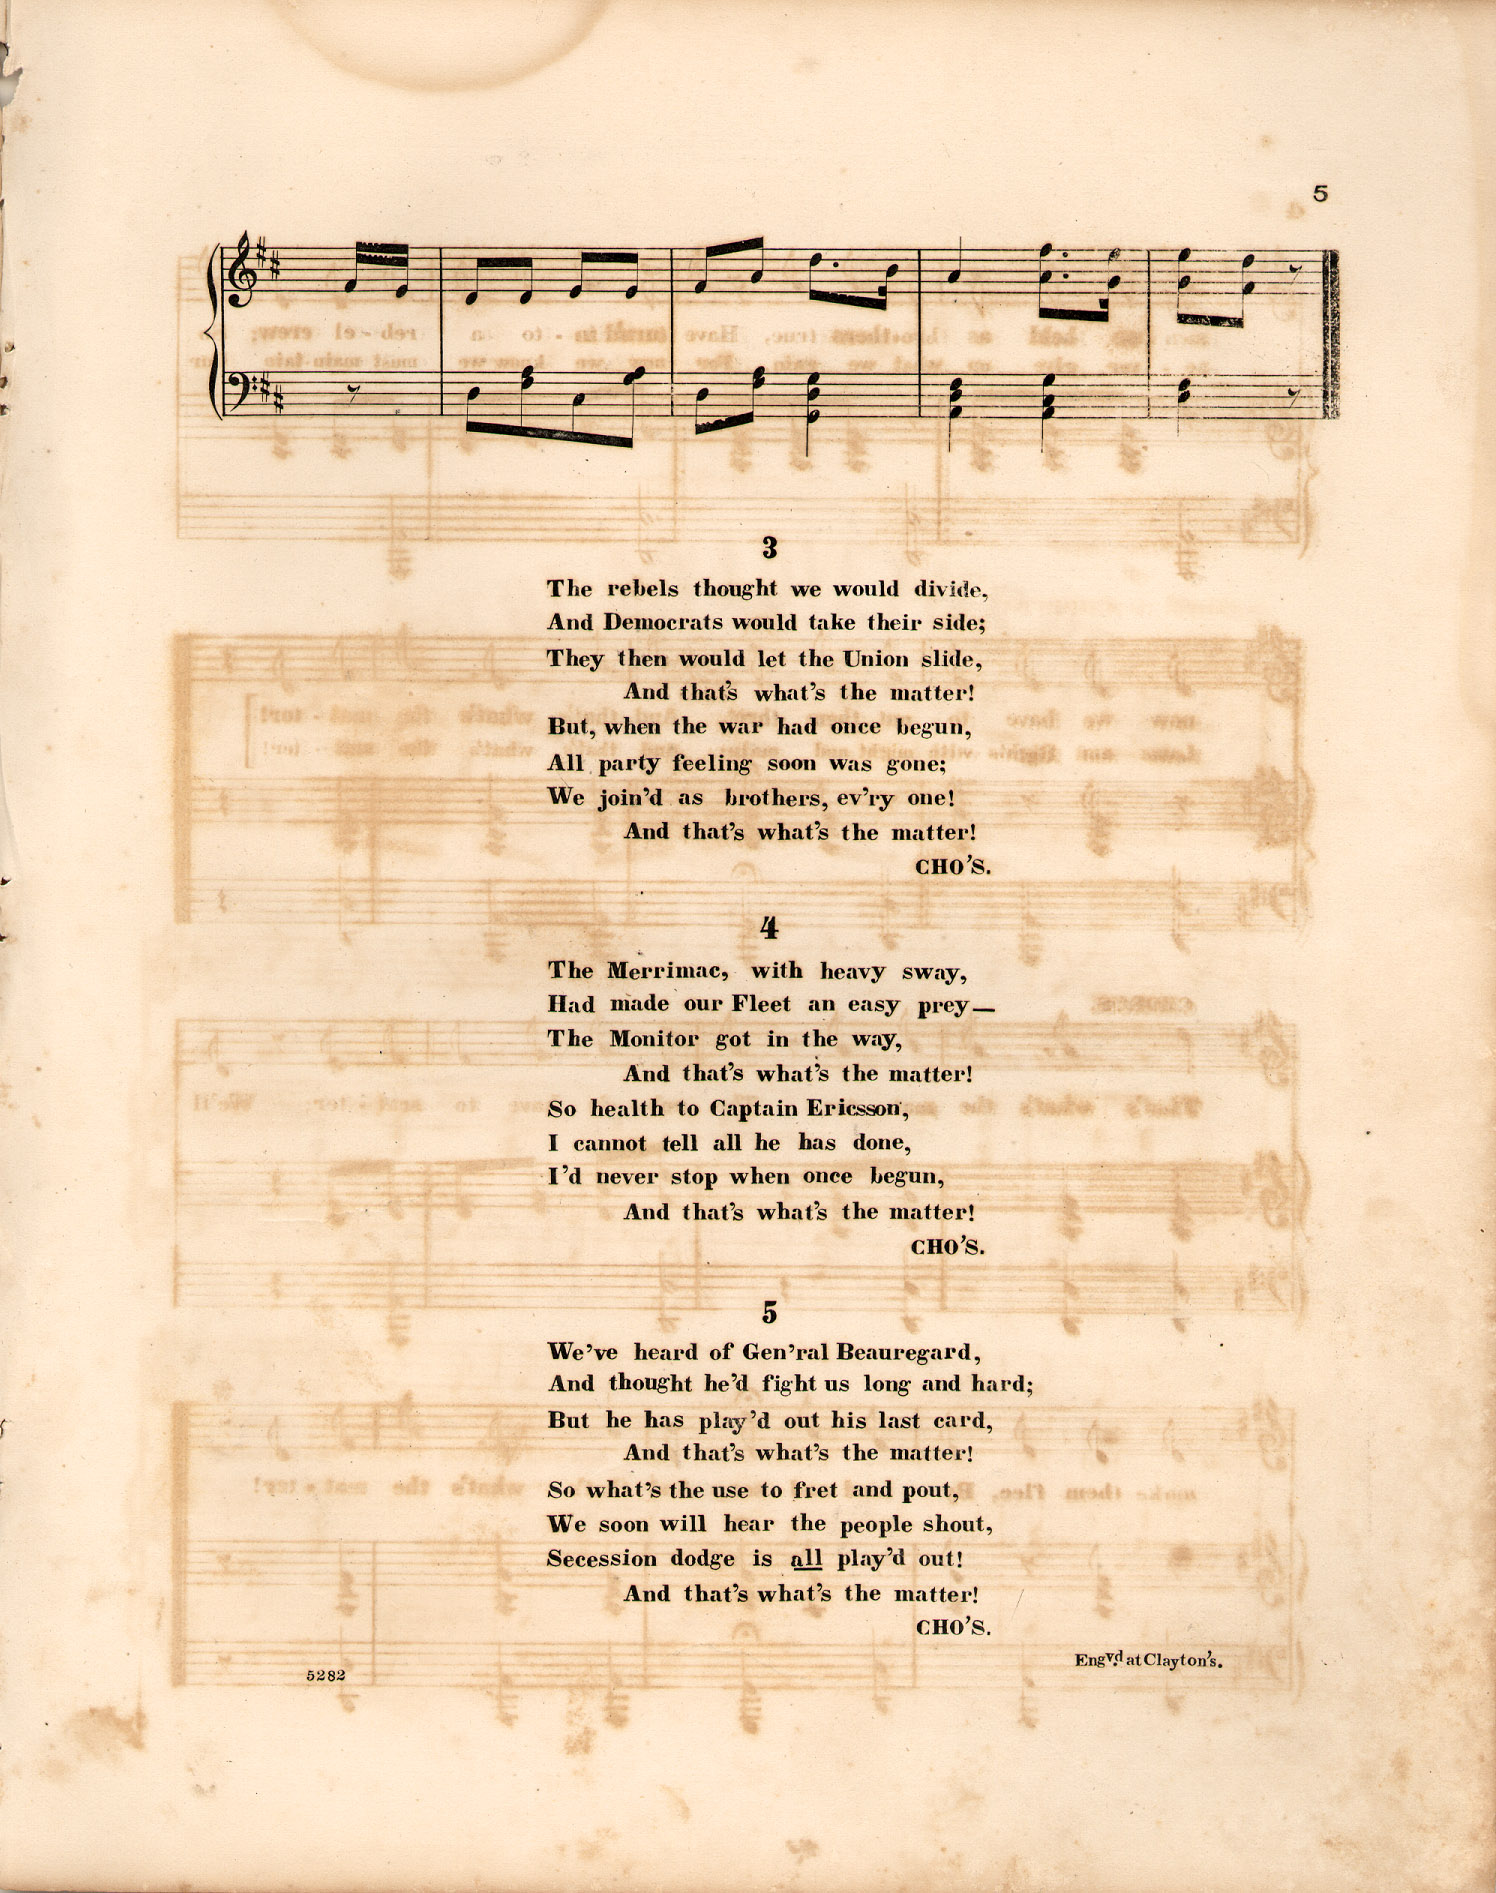 5
3
The rebels thought we would divide,
And Democrats would take their side;
They then would let the Union slide,
And that's what's the matter!
But, when the war had once begun,
All party feeling soon was gone;
We join'd as brothers, ev'ry one!
And that's what's the matter!
CHO'S.
4
The Merrimac, with heavy sway,
Had made our Fleet an easy prey—
The Monitor got in the way,
And that's what's the matter!
So health to Captain Ericsson,
I cannot tell all he has done,
I'd never stop when once begun,
And that's what's the matter!
CHO'S.
5
We've heard of Gen'ral Beauregard,
And thought he'd fight us long and hard;
But he has play'd out his last card,
And that's what's the matter!
So what's the use to fret and pout,
We soon will hear the people shout,
Secession dodge is all play'd out!
And that's what's the matter!
CHO'S.
Engv.d at Clayton's.
5282